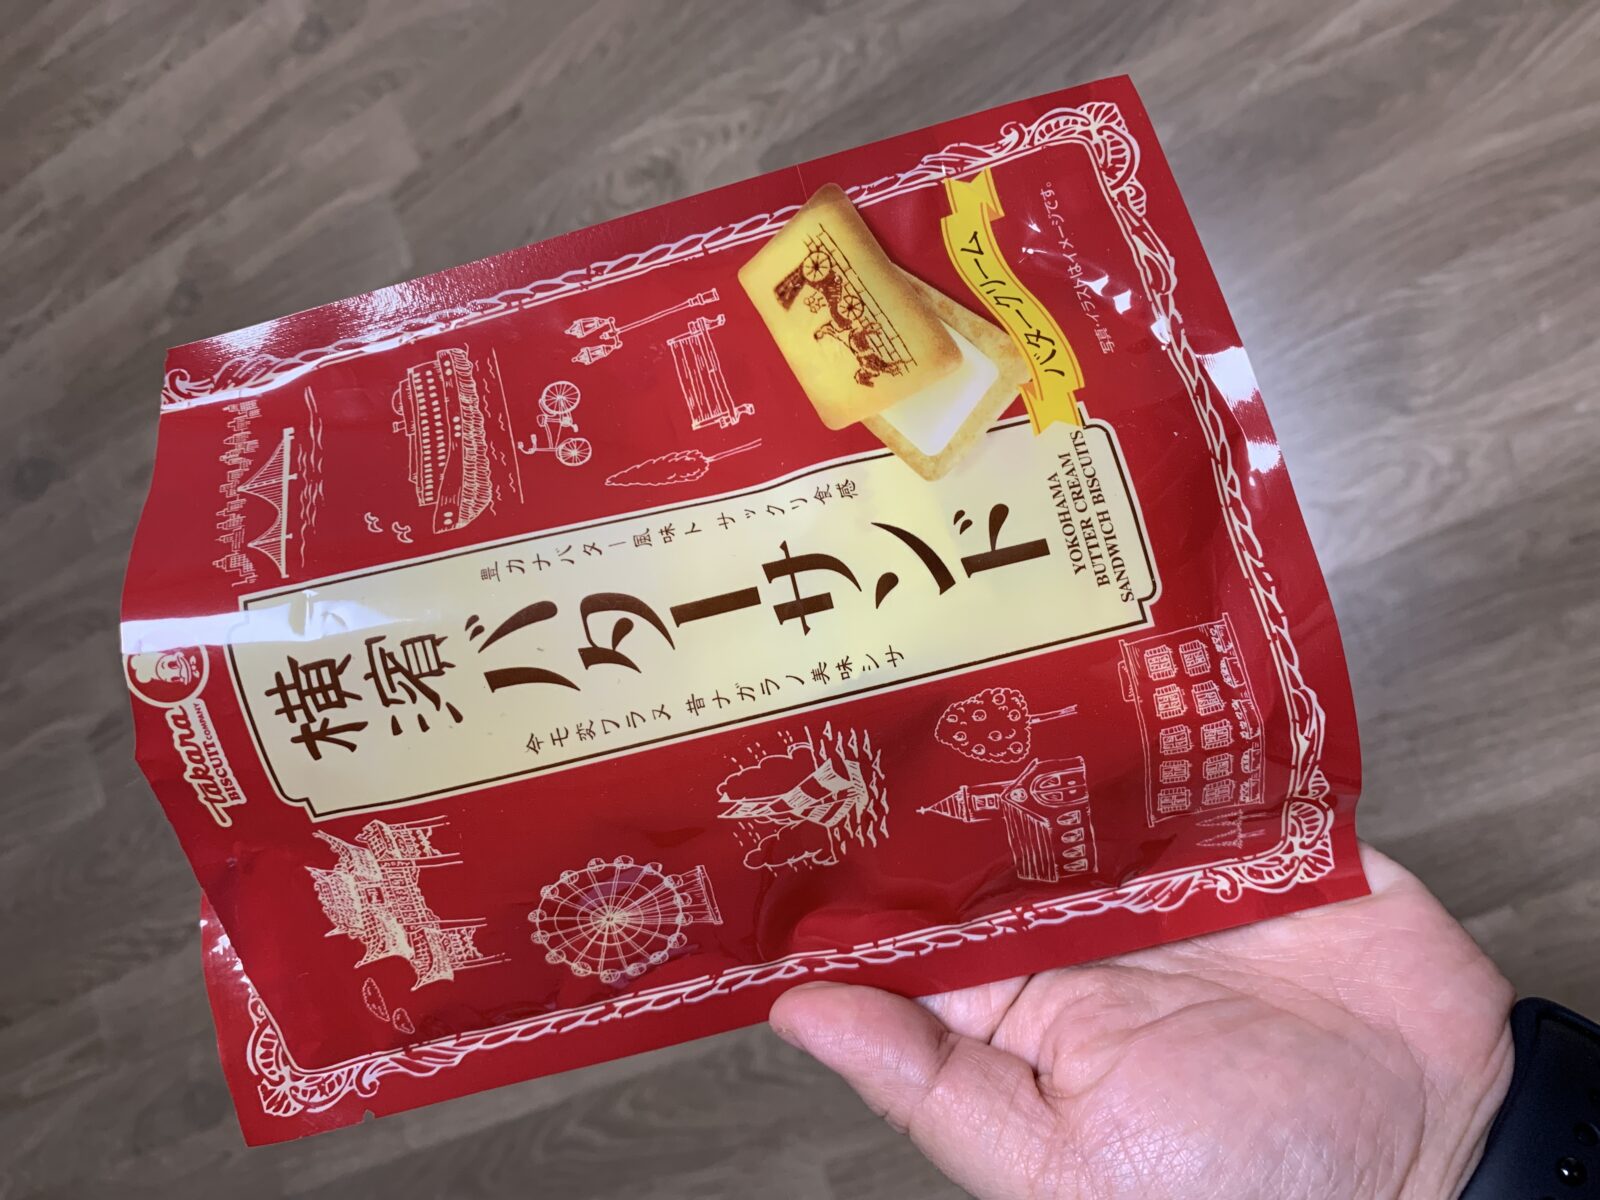 takara
BISCUIT COMPANY
横濱バターサンド
豊カナバター風味ト サックリ食感
今モ変ワラヌ 昔ナガラノ美味シサ
YOKOHAMA
BUTTER CREAM
SANDWICH BISCUITS
バタークリーム
写真・イラストはイメージです。